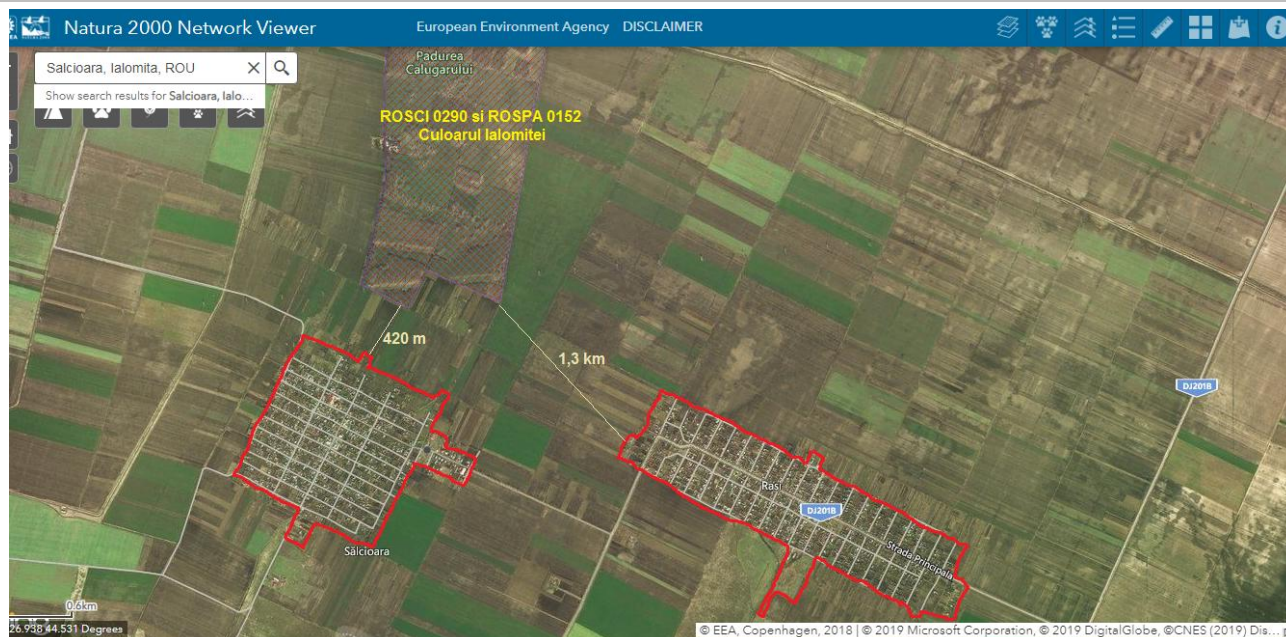 Natura 2000 Network Viewer
European Environment Agency DISCLAIMER
Salcioara, Ialomita, ROU
Show search results for Salcioara, Ialo...
Padurea
Calugarului
ROSCI 0290 si ROSPA 0152
Culoarul Ialomitei
420 m
1,3 km
DJ201B
Rasi
DJ201B
Strada Principala
Sălcioara
0.6km
26.938 44.531 Degrees
© EEA, Copenhagen, 2018 | © 2019 Microsoft Corporation, © 2019 DigitalGlobe, ©CNES (2019) Dis...